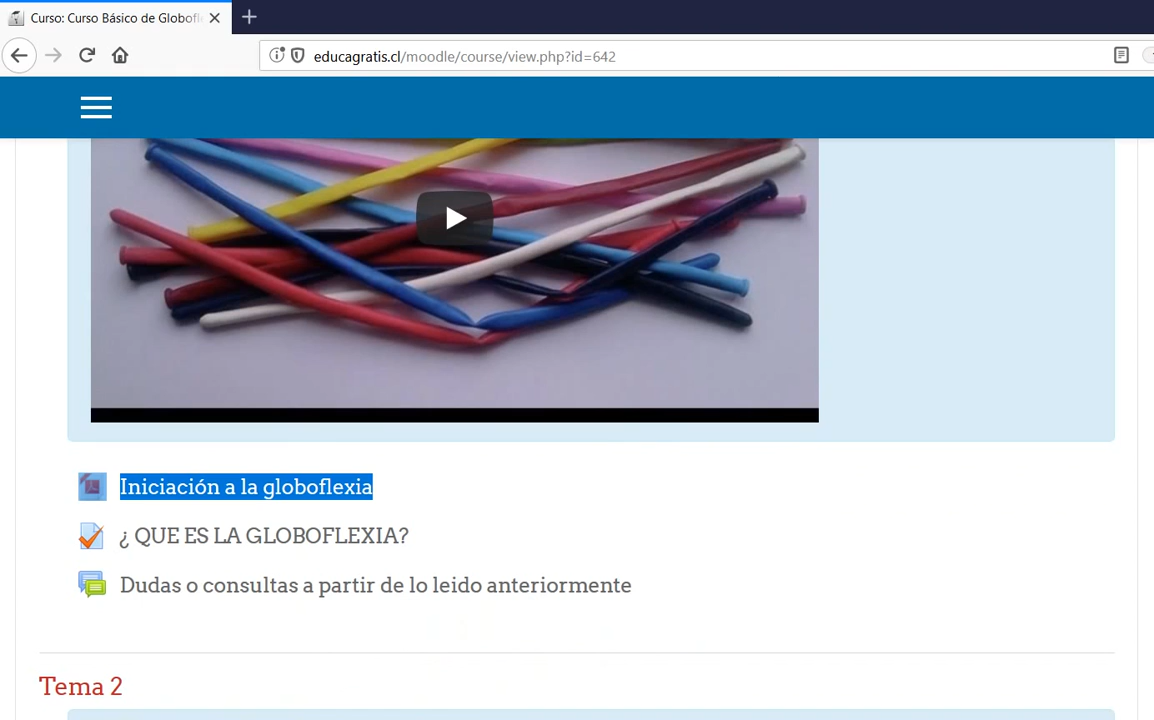 Curso: Curso Básico de Globofl
educagratis.cl/moodle/course/view.php?id=642
Iniciación a la globoflexia
¿ QUE ES LA GLOBOFLEXIA?
Dudas o consultas a partir de lo leido anteriormente
Tema 2